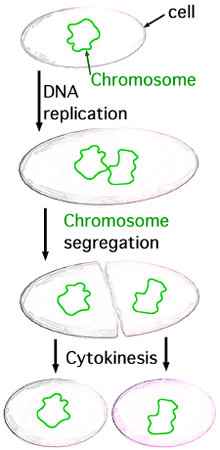 cell
Chromosome
DNA
replication
Chromosome
segregation
Cytokinesis